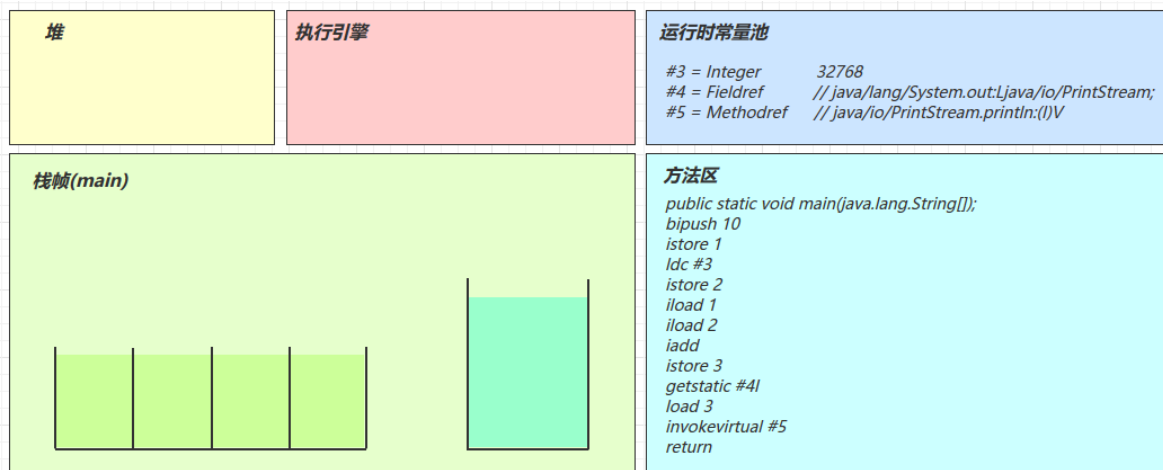 堆
执行引擎
运行时常量池
#3 = Integer 32768
#4 = Fieldref // java/lang/System.out:Ljava/io/PrintStream;
#5 = Methodref // java/io/PrintStream.println:(I)V
栈帧(main)
方法区
public static void main(java.lang.String[]);
bipush 10
istore 1
ldc #3
istore 2
iload 1
iload 2
iadd
istore 3
getstatic #4I
load 3
invokevirtual #5
return